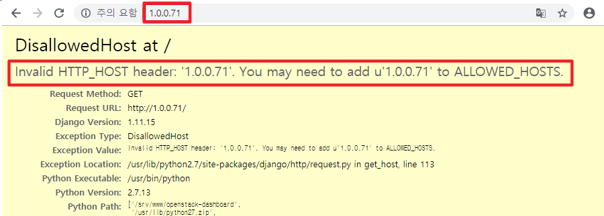 주의 요함 1.0.0.71
DisallowedHost at /
Invalid HTTP_HOST header: '1.0.0.71'. You may need to add u'1.0.0.71' to ALLOWED_HOSTS.
Request Method: GET
Request URL: http://1.0.0.71/
Django Version: 1.11.15
Exception Type: DisallowedHost
Exception Value: Invalid HTTP_HOST header: '1.0.0.71'. You may need to add u'1.0.0.71' to ALLOWED_HOSTS.
Exception Location: /usr/lib/python2.7/site-packages/django/http/request.py in get_host, line 113
Python Executable: /usr/bin/python
Python Version: 2.7.13
Python Path: ['/srv/www/openstack-dashboard',
'/usr/lib/python27.zip',